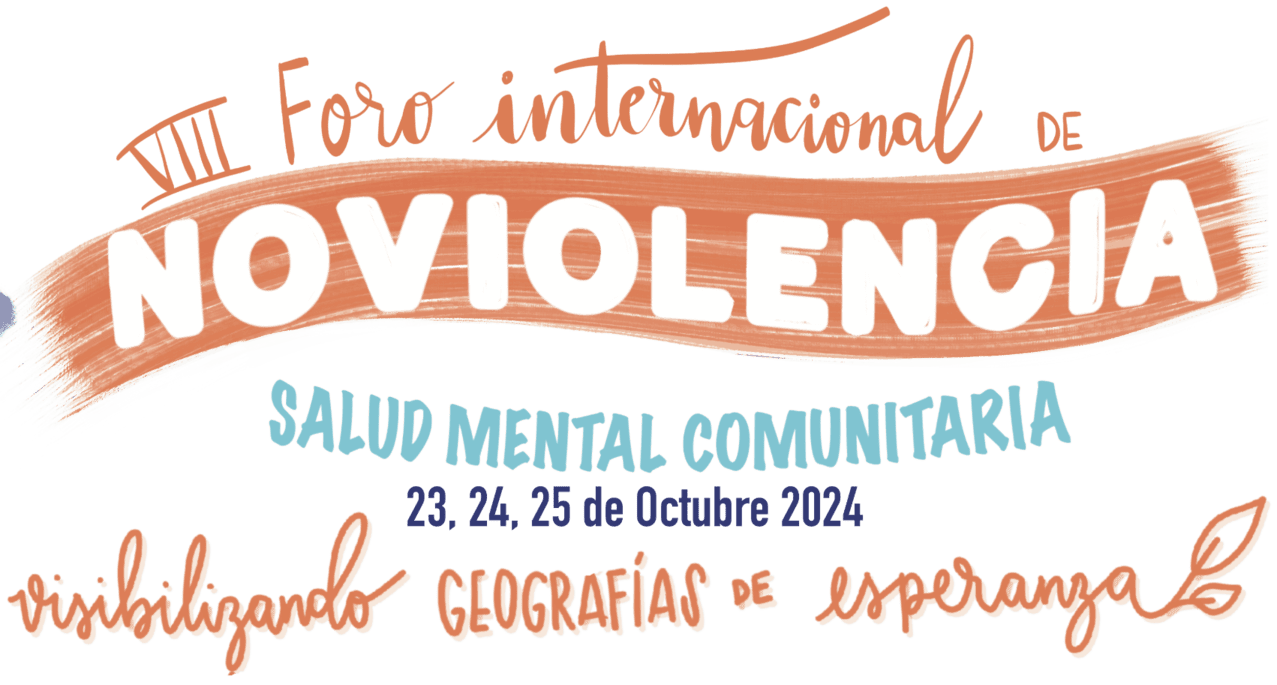 VIII Foro internacional DE
NOVIOLENCIA
SALUD MENTAL COMUNITARIA
23, 24, 25 de Octubre 2024
visibilizando GEOGRAFÍAS DE esperanza